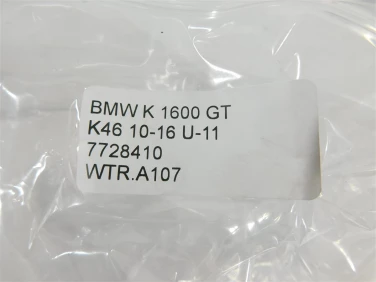 BMW K 1600 GT
K46 10-16 U-11
7728410
WTR.A107